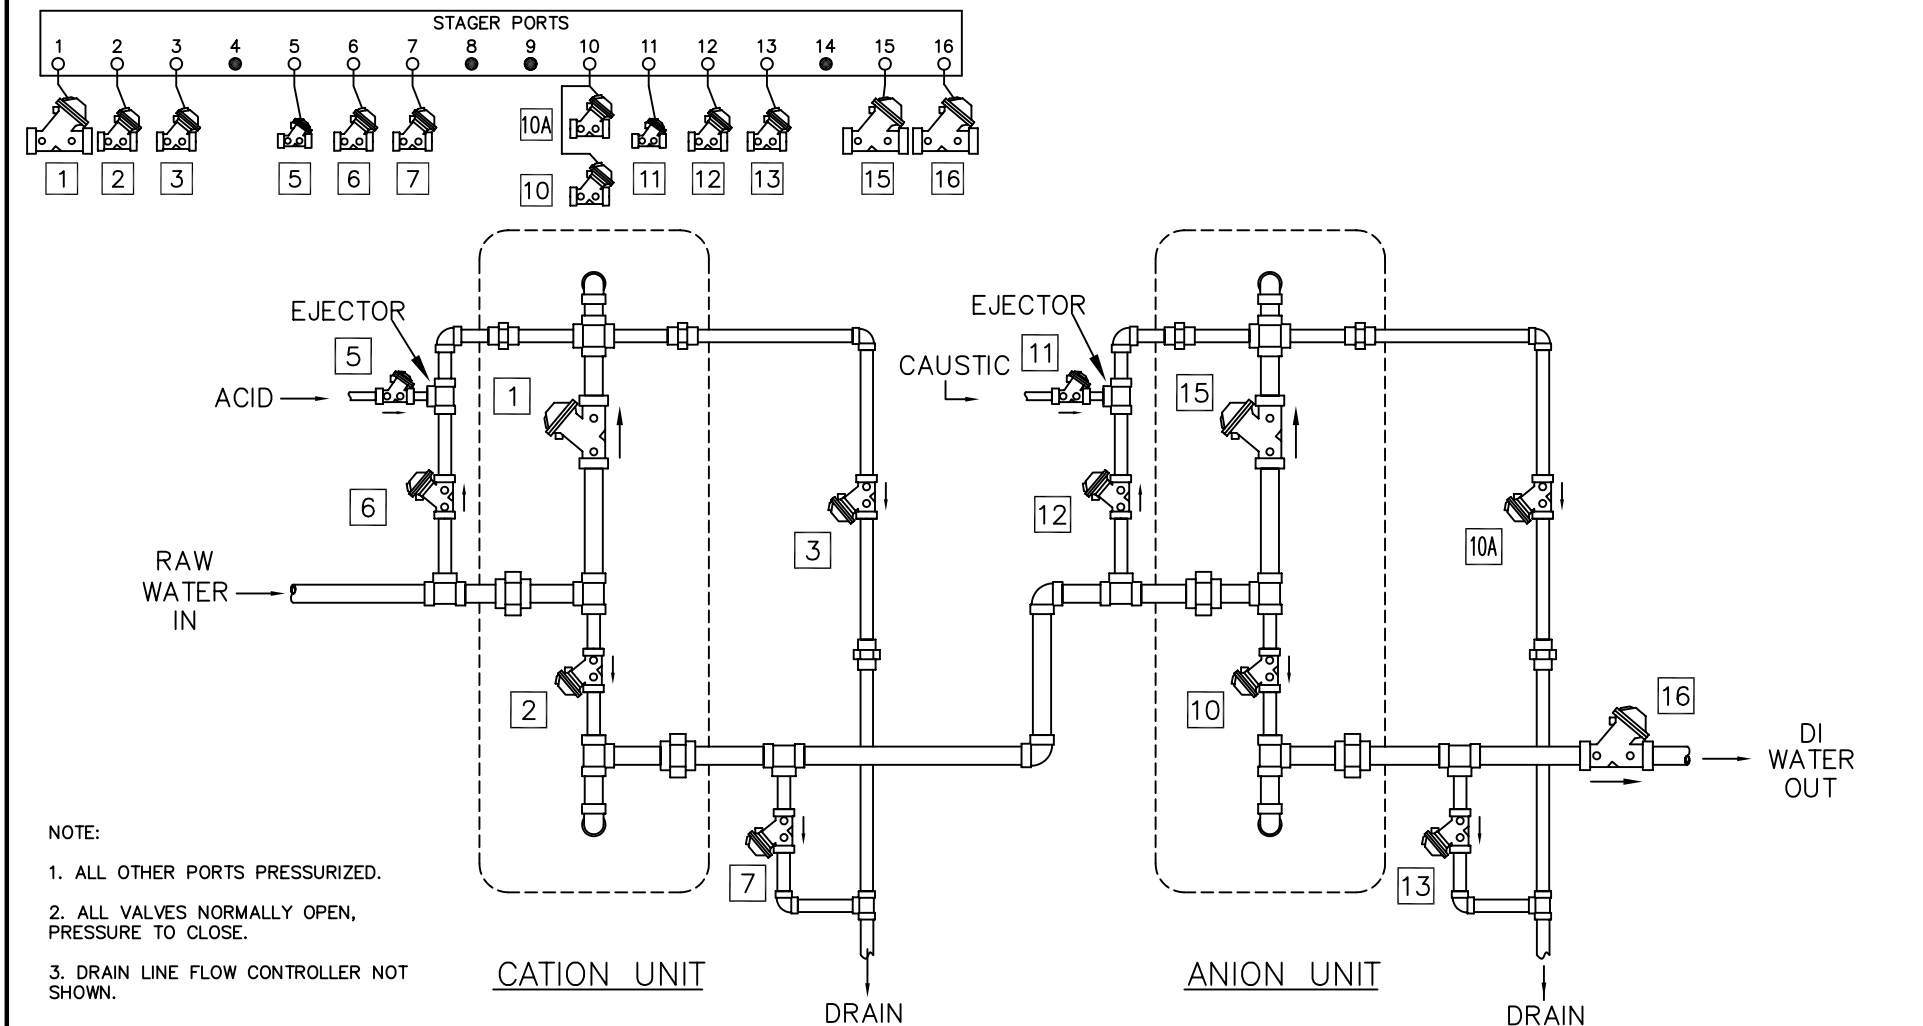 STAGER PORTS
1 2 3 4 5 6 7 8 9 10 11 12 13 14 15 16
10A
1 2 3 5 6 7 10 11 12 13 15 16
EJECTOR
5
ACID
1
6
3
RAW
WATER
IN
2
7
EJECTOR
11
CAUSTIC
15
12
10A
10
16
DI
WATER
OUT
13
NOTE:
1. ALL OTHER PORTS PRESSURIZED.
2. ALL VALVES NORMALLY OPEN,
PRESSURE TO CLOSE.
3. DRAIN LINE FLOW CONTROLLER NOT
SHOWN.
CATION UNIT
DRAIN
ANION UNIT
DRAIN